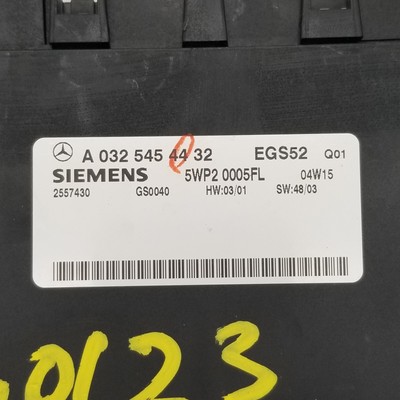 A 032 545 44 32 EGS52 Q01
SIEMENS 5WP2 0005FL 04W15
2557430 GS0040 HW:03/01 SW:48/03
0123